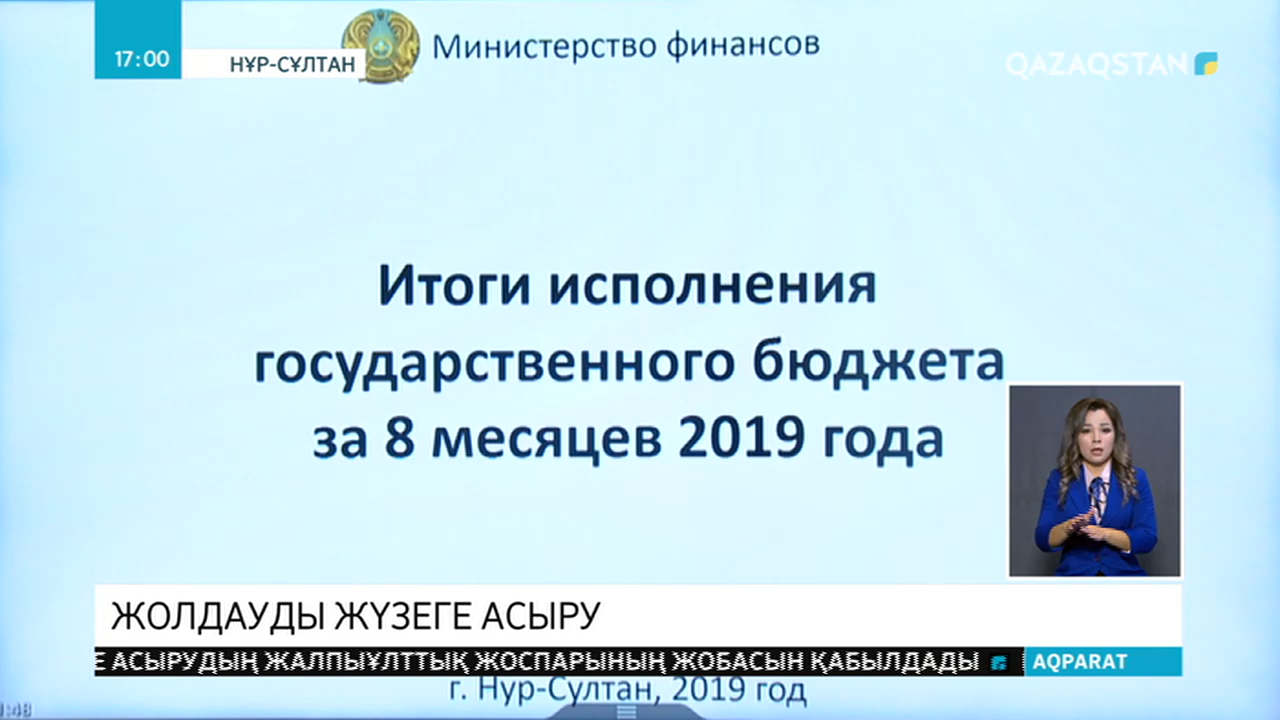 17:00
НҰР-СҰЛТАН
Министерство финансов
QAZAQSTAN
Итоги исполнения
государственного бюджета
за 8 месяцев 2019 года
ЖОЛДАУДЫ ЖҮЗЕГЕ АСЫРУ
Е АСЫРУДЫҢ ЖАЛПЫҰЛТТЫҚ ЖОСПАРЫНЫҢ ЖОБАСЫН ҚАБЫЛДАДЫ
AQPARAT
г. Нур-Султан, 2019 год